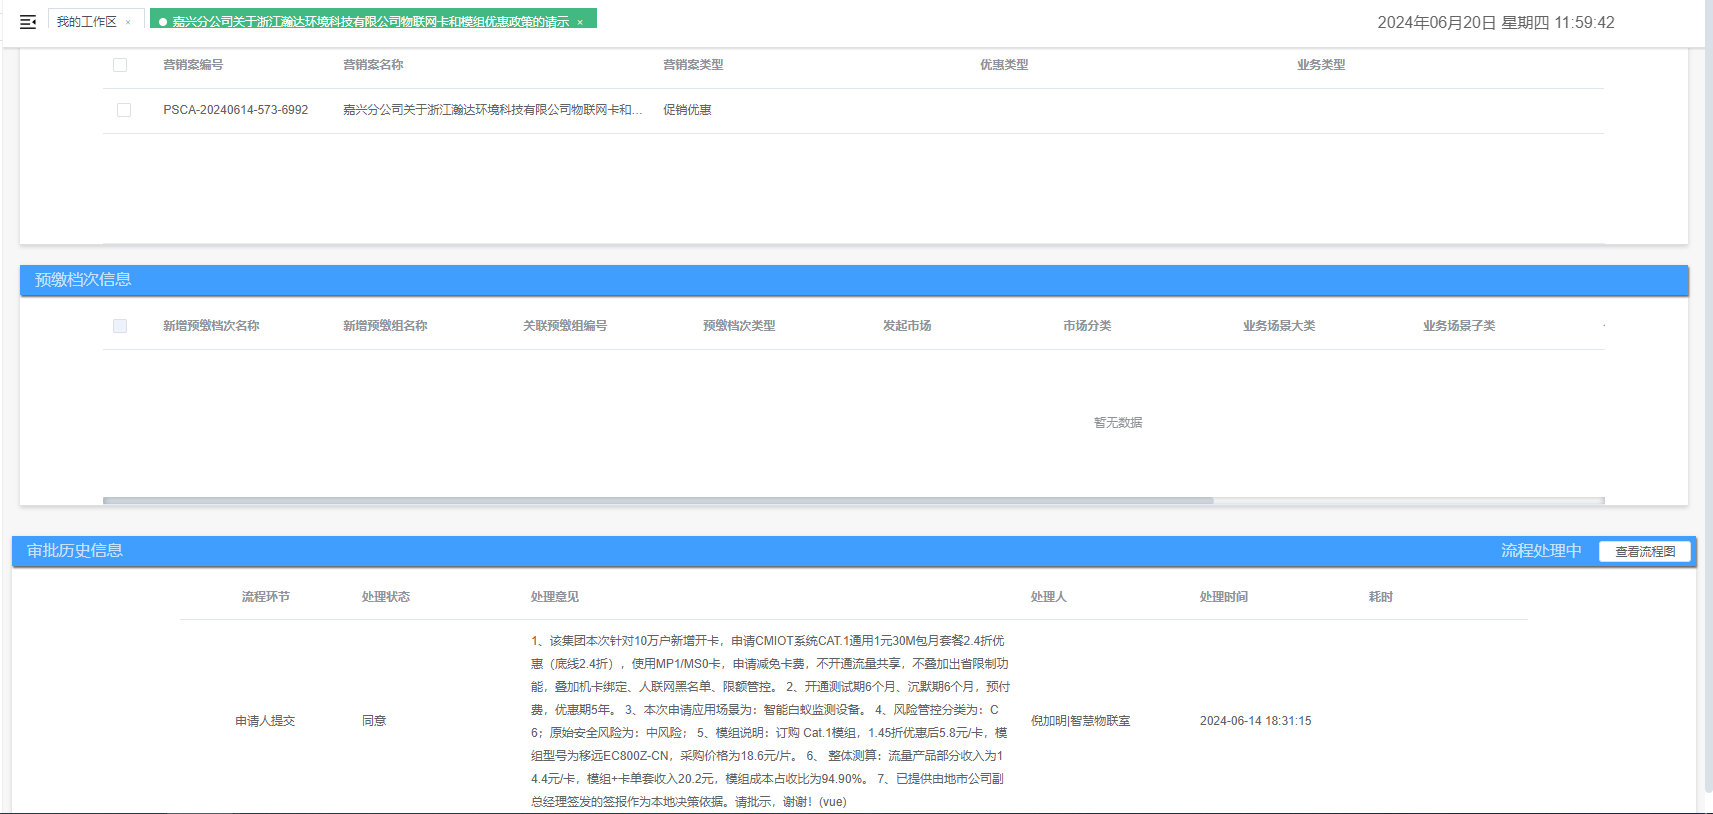 我的工作区 ×
嘉兴分公司关于浙江瀚达环境科技有限公司物联网卡和模组优惠政策的请示 ×
2024年06月20日 星期四 11:59:42
营销案编号 营销案名称 营销案类型 优惠类型 业务类型
PSCA-20240614-573-6992 嘉兴分公司关于浙江瀚达环境科技有限公司物联网卡和... 促销优惠
预缴档次信息
新增预缴档次名称 新增预缴组名称 关联预缴组编号 预缴档次类型 发起市场 市场分类 业务场景大类 业务场景子类
暂无数据
审批历史信息 流程处理中 查看流程图
流程环节 处理状态 处理意见 处理人 处理时间 耗时
申请人提交 同意
1、该集团本次针对10万户新增开卡，申请CMIOT系统CAT.1通用1元30M包月套餐2.4折优
惠（底线2.4折），使用MP1/MS0卡，申请减免卡费，不开通流量共享，不叠加出省限制功
能，叠加机卡绑定、人联网黑名单、限额管控。 2、开通测试期6个月、沉默期6个月，预付
费，优惠期5年。 3、本次申请应用场景为：智能白蚁监测设备。 4、风险管控分类为：C
6；原始安全风险为：中风险； 5、模组说明：订购 Cat.1模组，1.45折优惠后5.8元/卡，模
组型号为移远EC800Z-CN，采购价格为18.6元/片。 6、 整体测算：流量产品部分收入为1
4.4元/卡，模组+卡单套收入20.2元，模组成本占收比为94.90%。 7、已提供由地市公司副
总经理签发的签报作为本地决策依据。请批示，谢谢！(vue)
倪加明|智慧物联室 2024-06-14 18:31:15